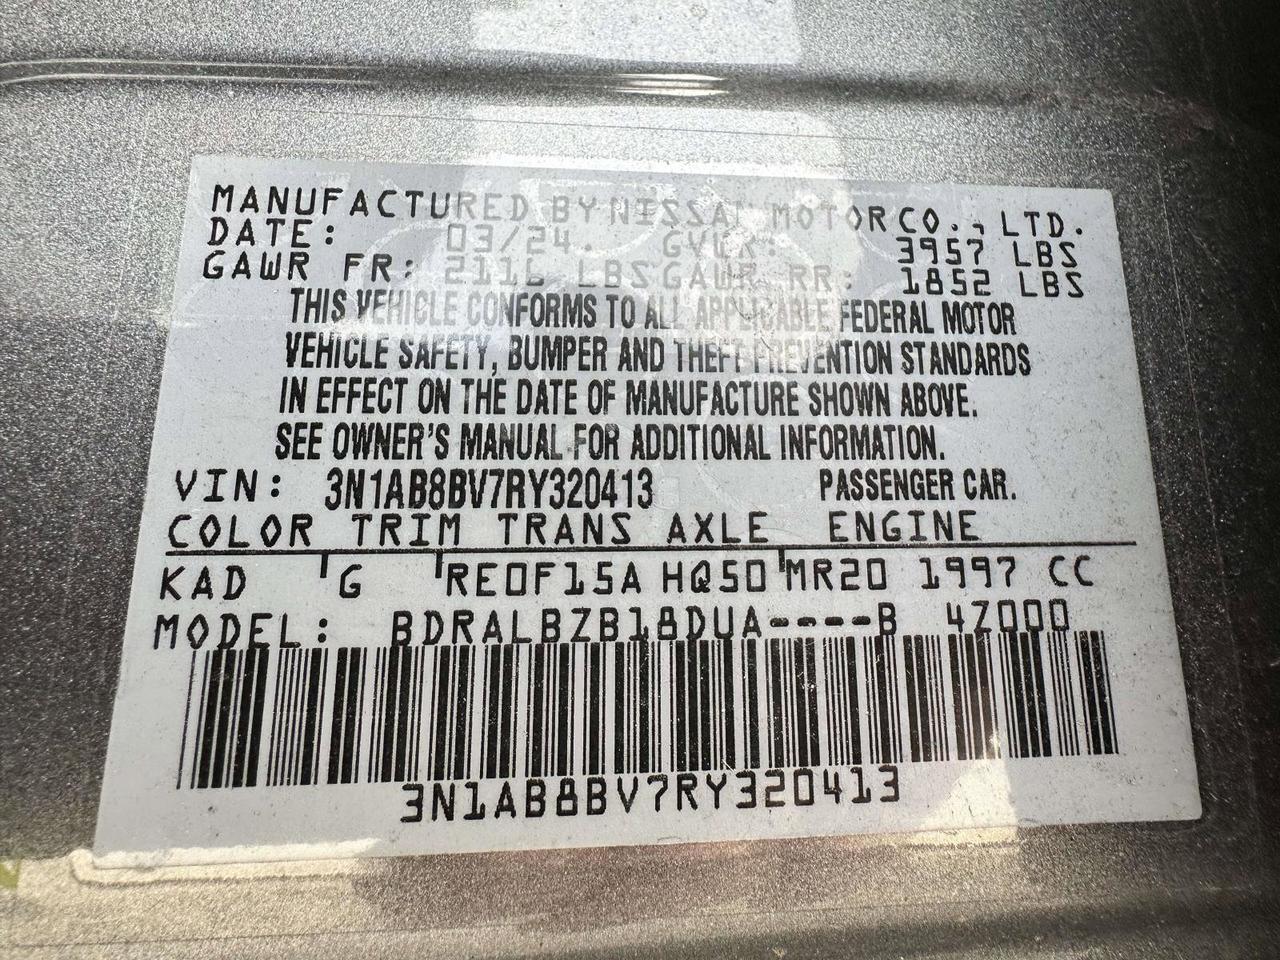 MANUFACTURED BY NISSAN MOTOR CO., LTD.
DATE: 03/24. GVWR: 3957 LBS
GAWR FR: 2116 LBS GAWR RR: 1852 LBS
THIS VEHICLE CONFORMS TO ALL APPLICABLE FEDERAL MOTOR
VEHICLE SAFETY, BUMPER AND THEFT PREVENTION STANDARDS
IN EFFECT ON THE DATE OF MANUFACTURE SHOWN ABOVE.
SEE OWNER'S MANUAL FOR ADDITIONAL INFORMATION.
VIN: 3N1AB8BV7RY320413 PASSENGER CAR.
COLOR TRIM TRANS AXLE ENGINE
KAD G RE0F15A HQ50 MR20 1997 CC
MODEL: BDRALBZB18DUA----B 4Z000
3N1AB8BV7RY320413